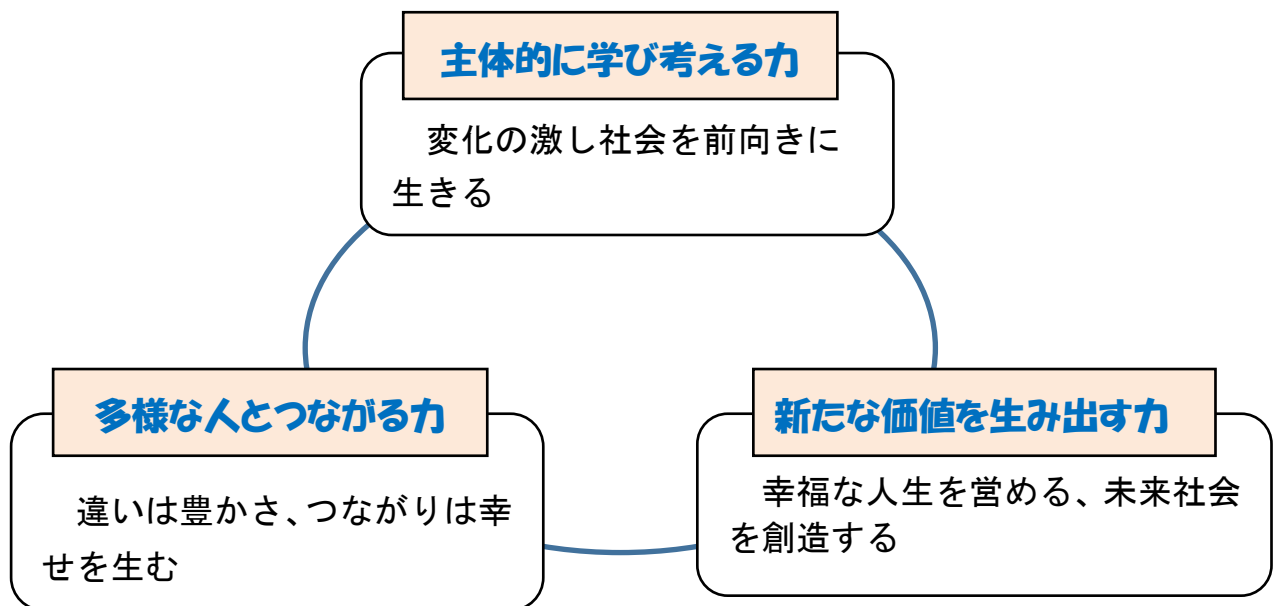 主体的に学び考える力
変化の激し社会を前向きに
生きる
多様な人とつながる力
違いは豊かさ、つながりは幸
せを生む
新たな価値を生み出す力
幸福な人生を営める、未来社会
を創造する